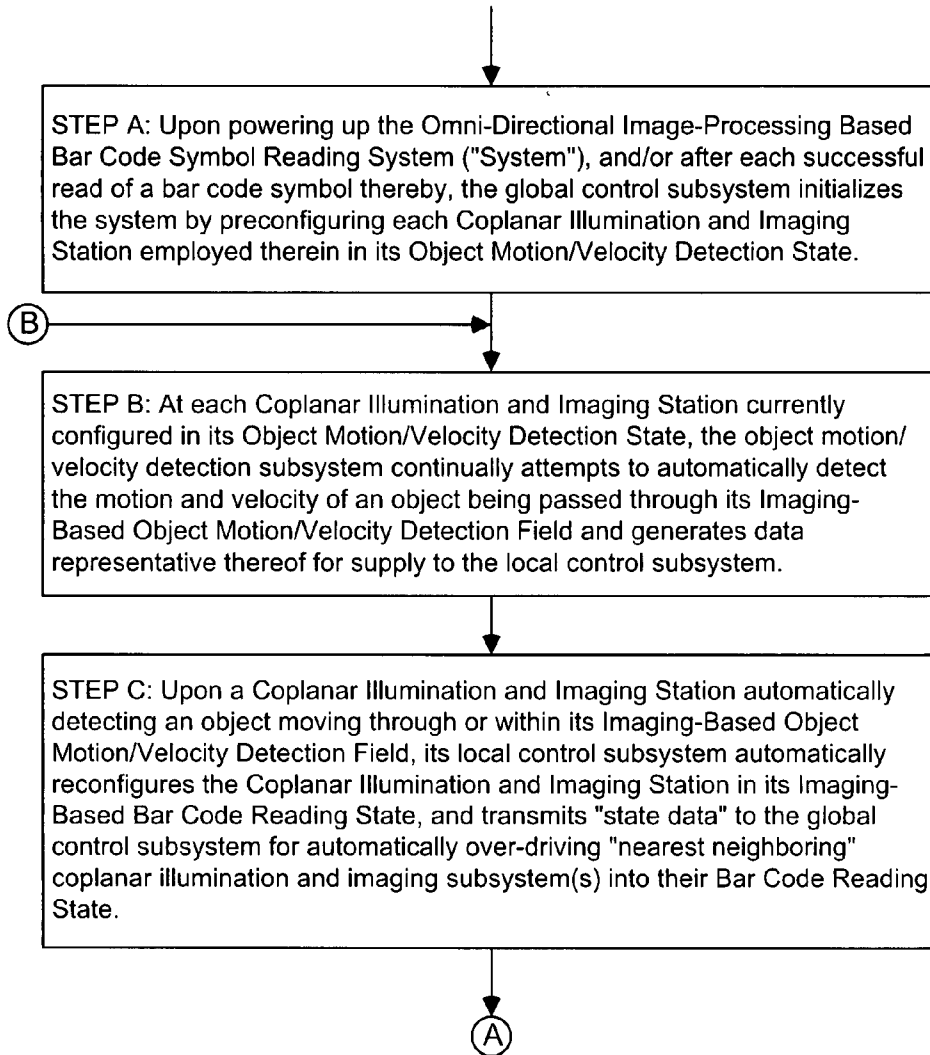 STEP A: Upon powering up the Omni-Directional Image-Processing Based
Bar Code Symbol Reading System ("System"), and/or after each successful
read of a bar code symbol thereby, the global control subsystem initializes
the system by preconfiguring each Coplanar Illumination and Imaging
Station employed therein in its Object Motion/Velocity Detection State.
B
STEP B: At each Coplanar Illumination and Imaging Station currently
configured in its Object Motion/Velocity Detection State, the object motion/
velocity detection subsystem continually attempts to automatically detect
the motion and velocity of an object being passed through its Imaging-
Based Object Motion/Velocity Detection Field and generates data
representative thereof for supply to the local control subsystem.
STEP C: Upon a Coplanar Illumination and Imaging Station automatically
detecting an object moving through or within its Imaging-Based Object
Motion/Velocity Detection Field, its local control subsystem automatically
reconfigures the Coplanar Illumination and Imaging Station in its Imaging-
Based Bar Code Reading State, and transmits "state data" to the global
control subsystem for automatically over-driving "nearest neighboring"
coplanar illumination and imaging subsystem(s) into their Bar Code Reading
State.
A